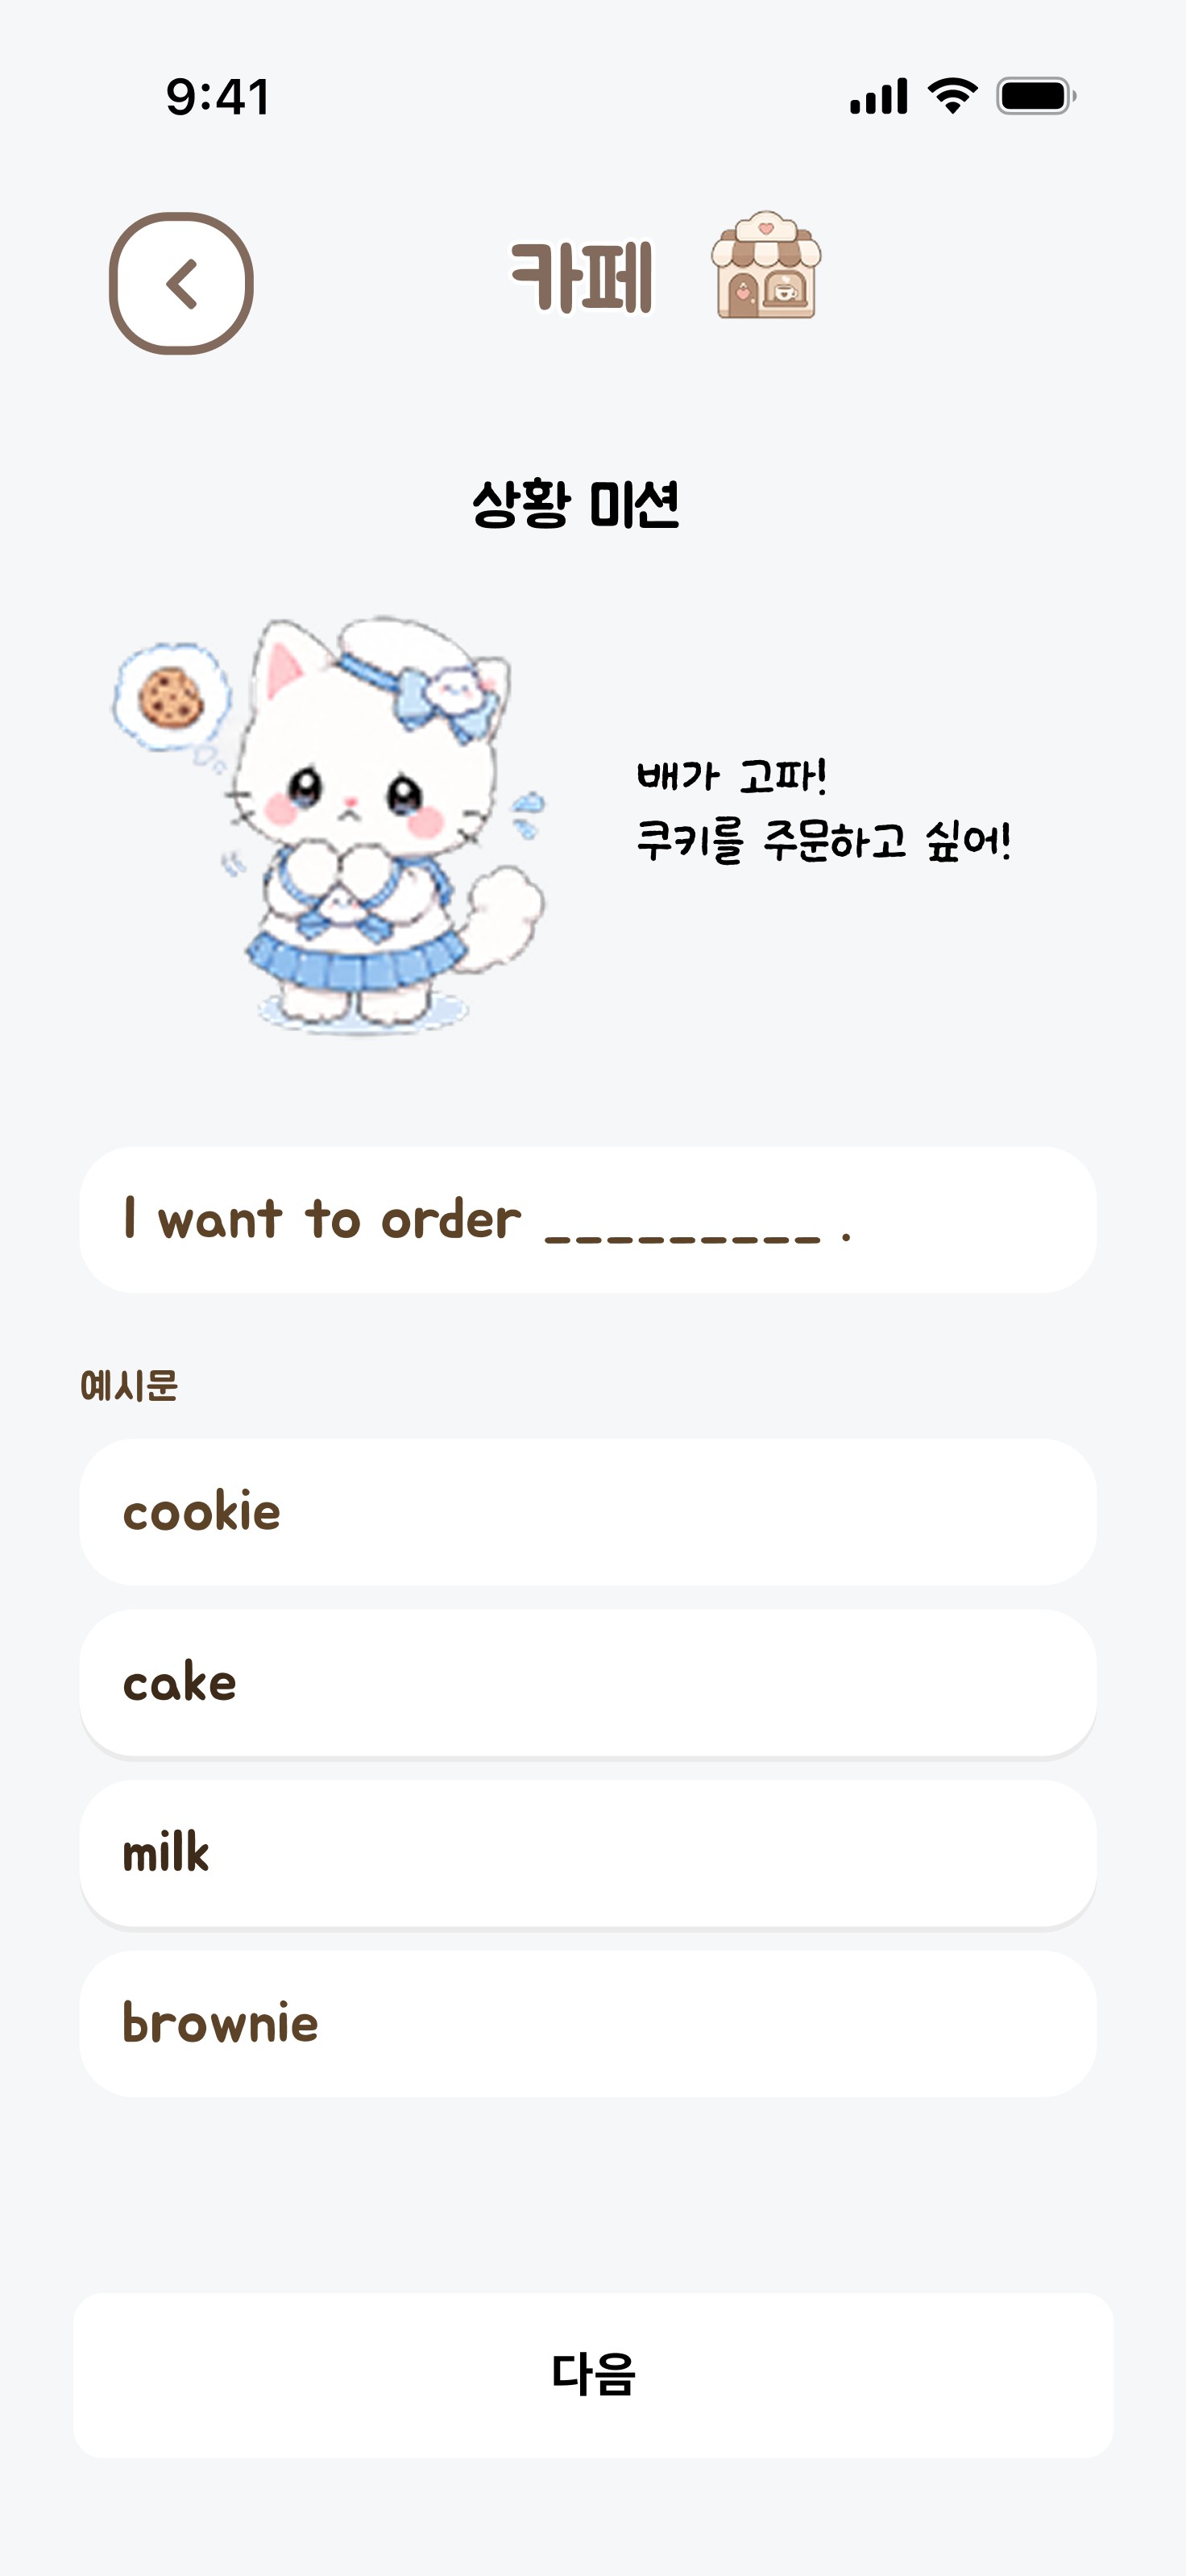 9:41
카페
상황 미션
배가 고파!
쿠키를 주문하고 싶어!
I want to order _________ .
예시문
cookie
cake
milk
brownie
다음